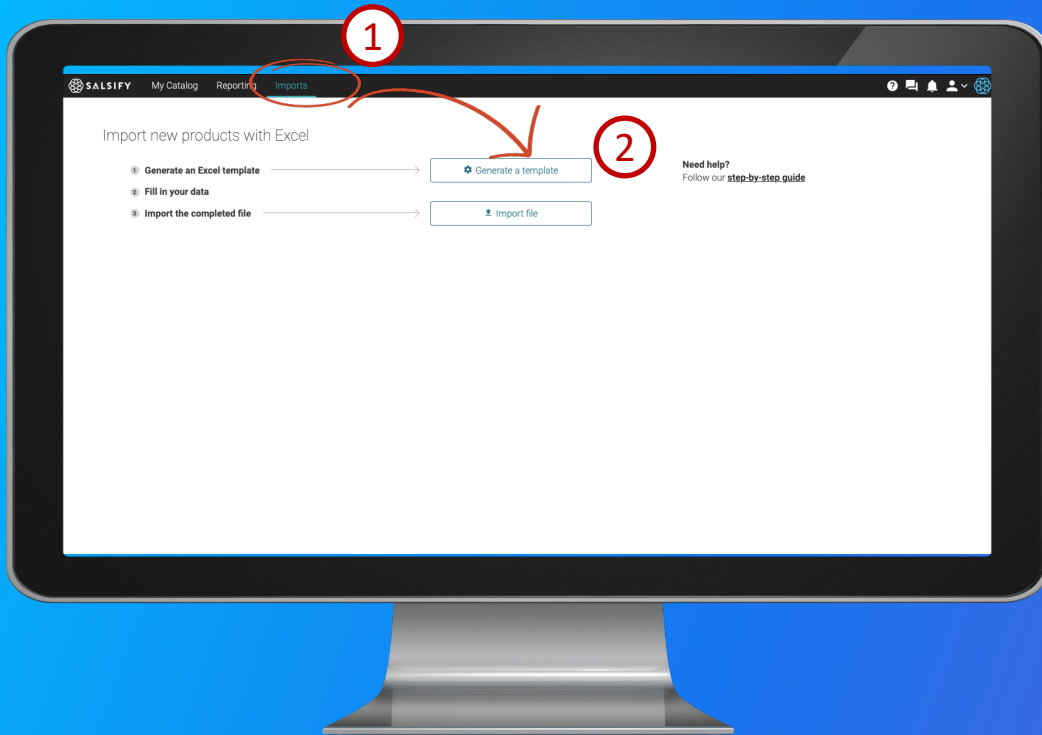 1
SALSIFY My Catalog Reporting Imports
Import new products with Excel
2
1 Generate an Excel template
Generate a template
Need help?
Follow our step-by-step guide
2 Fill in your data
3 Import the completed file
Import file